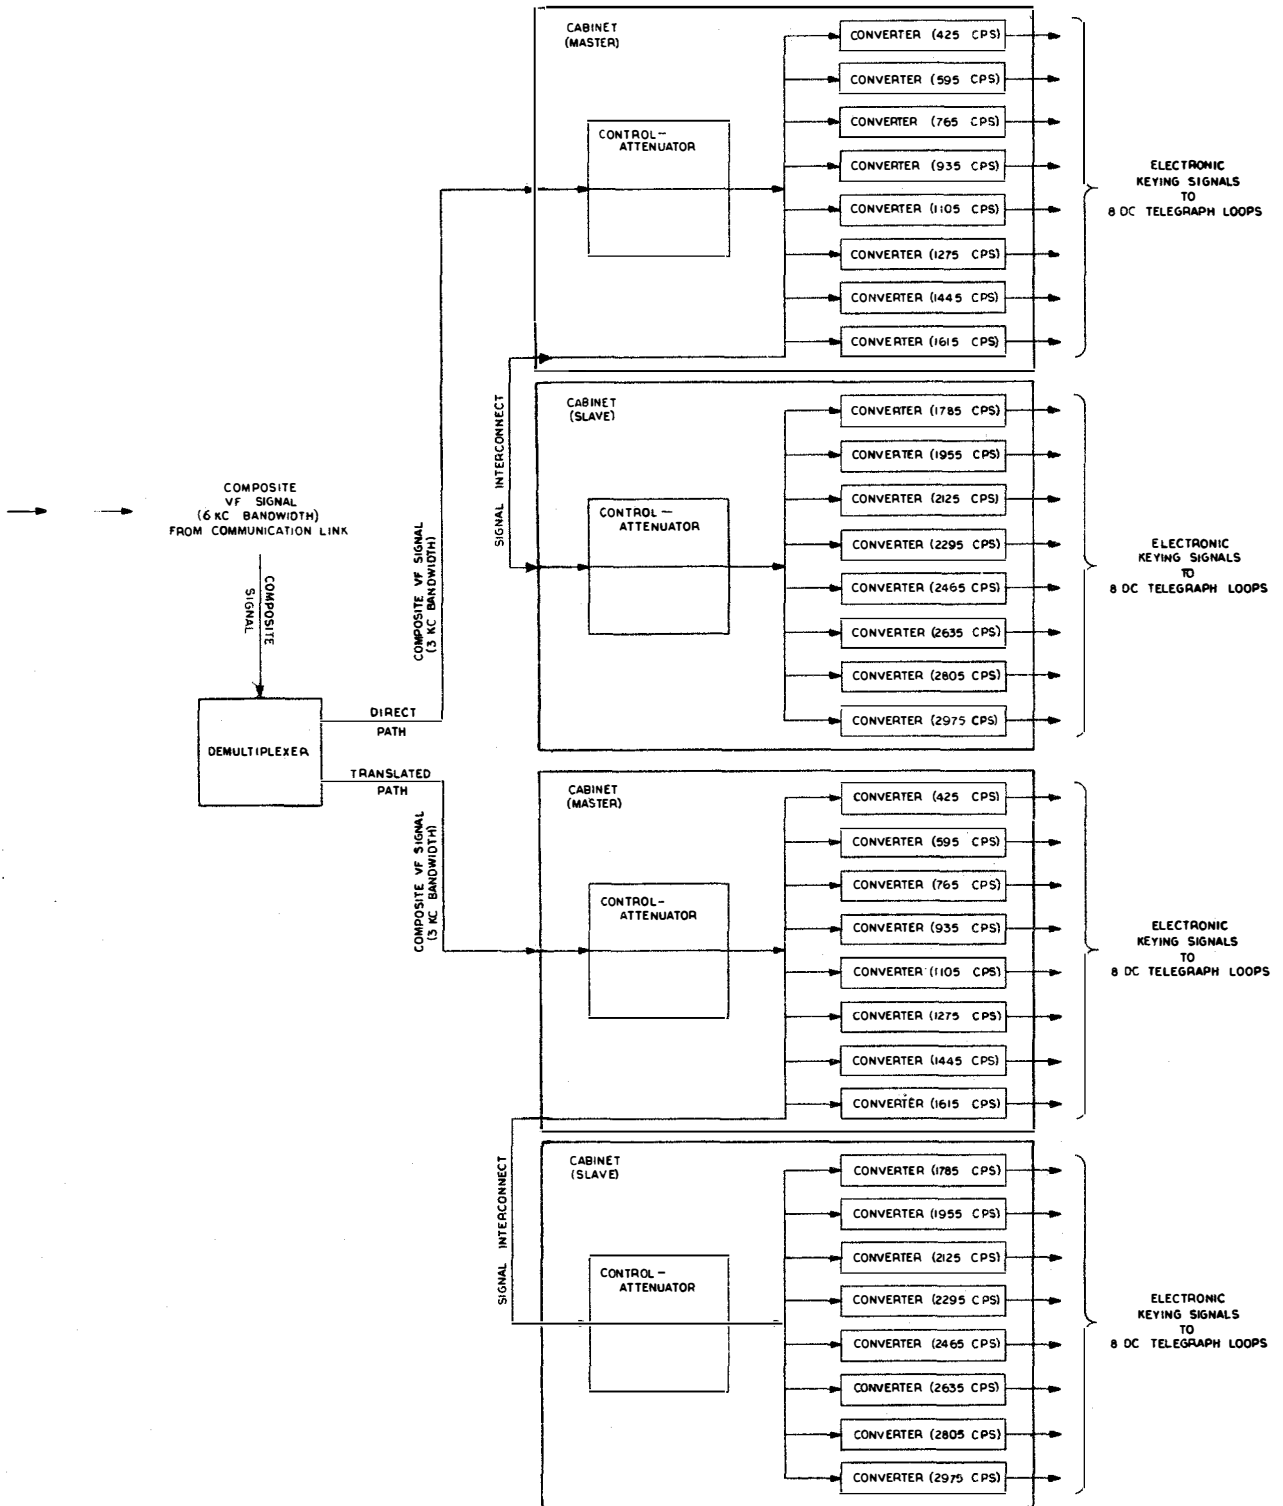 COMPOSITE
VF SIGNAL
(6 KC BANDWIDTH)
FROM COMMUNICATION LINK
COMPOSITE
SIGNAL
DEMULTIPLEXER
DIRECT
PATH
TRANSLATED
PATH
COMPOSITE VF SIGNAL
(3 KC BANDWIDTH)
COMPOSITE VF SIGNAL
(3 KC BANDWIDTH)
CABINET
(MASTER)
CONTROL-
ATTENUATOR
CONVERTER (425 CPS)
CONVERTER (595 CPS)
CONVERTER (765 CPS)
CONVERTER (935 CPS)
CONVERTER (1105 CPS)
CONVERTER (1275 CPS)
CONVERTER (1445 CPS)
CONVERTER (1615 CPS)
ELECTRONIC
KEYING SIGNALS
TO
8 DC TELEGRAPH LOOPS
SIGNAL INTERCONNECT
CABINET
(SLAVE)
CONTROL-
ATTENUATOR
CONVERTER (1785 CPS)
CONVERTER (1955 CPS)
CONVERTER (2125 CPS)
CONVERTER (2295 CPS)
CONVERTER (2465 CPS)
CONVERTER (2635 CPS)
CONVERTER (2805 CPS)
CONVERTER (2975 CPS)
ELECTRONIC
KEYING SIGNALS
TO
8 DC TELEGRAPH LOOPS
CABINET
(MASTER)
CONTROL-
ATTENUATOR
CONVERTER (425 CPS)
CONVERTER (595 CPS)
CONVERTER (765 CPS)
CONVERTER (935 CPS)
CONVERTER (1105 CPS)
CONVERTER (1275 CPS)
CONVERTER (1445 CPS)
CONVERTER (1615 CPS)
ELECTRONIC
KEYING SIGNALS
TO
8 DC TELEGRAPH LOOPS
SIGNAL INTERCONNECT
CABINET
(SLAVE)
CONTROL-
ATTENUATOR
CONVERTER (1785 CPS)
CONVERTER (1955 CPS)
CONVERTER (2125 CPS)
CONVERTER (2295 CPS)
CONVERTER (2465 CPS)
CONVERTER (2635 CPS)
CONVERTER (2805 CPS)
CONVERTER (2975 CPS)
ELECTRONIC
KEYING SIGNALS
TO
8 DC TELEGRAPH LOOPS